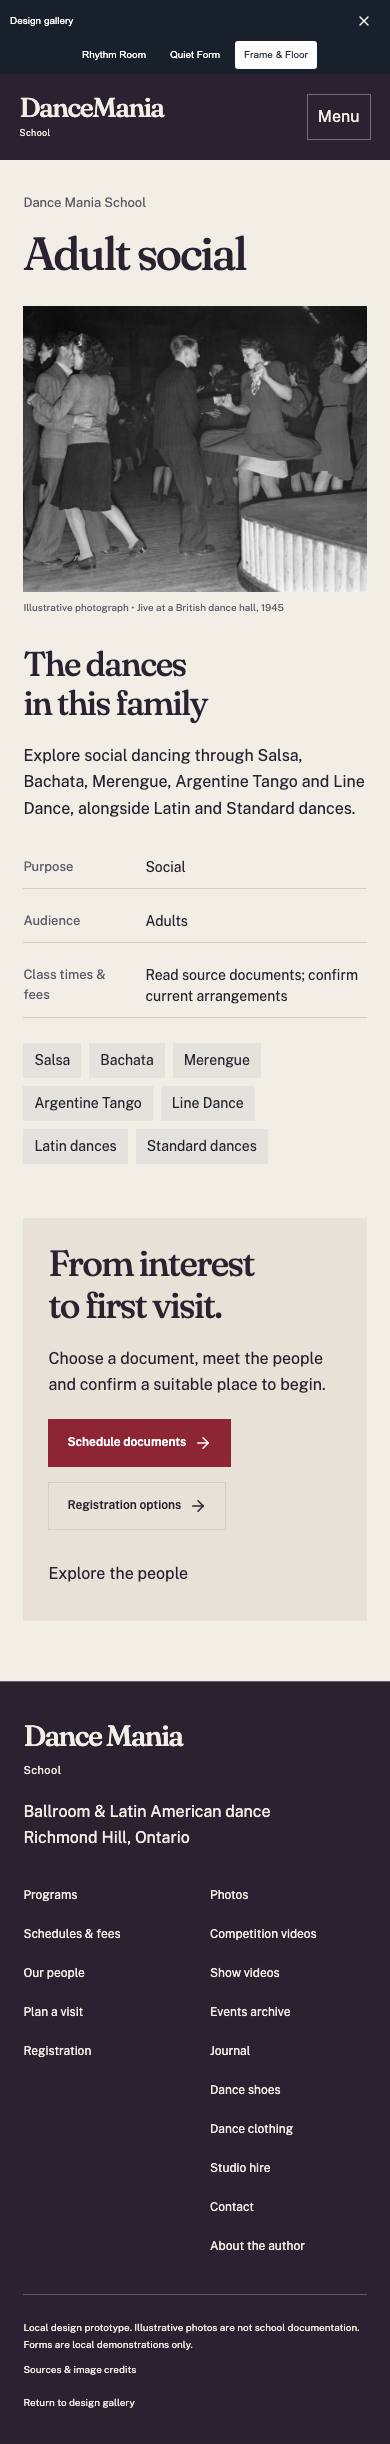 Design gallery
Rhythm Room
Quiet Form
Frame & Floor
DanceMania
School
Menu
Dance Mania School
Adult social
Illustrative photograph • Jive at a British dance hall, 1945
The dances
in this family
Explore social dancing through Salsa,
Bachata, Merengue, Argentine Tango and Line
Dance, alongside Latin and Standard dances.
Purpose
Social
Audience
Adults
Class times &
fees
Read source documents; confirm
current arrangements
Salsa
Bachata
Merengue
Argentine Tango
Line Dance
Latin dances
Standard dances
From interest
to first visit.
Choose a document, meet the people
and confirm a suitable place to begin.
Schedule documents
Registration options
Explore the people
Dance Mania
School
Ballroom & Latin American dance
Richmond Hill, Ontario
Programs
Schedules & fees
Our people
Plan a visit
Registration
Photos
Competition videos
Show videos
Events archive
Journal
Dance shoes
Dance clothing
Studio hire
Contact
About the author
Local design prototype. Illustrative photos are not school documentation.
Forms are local demonstrations only.
Sources & image credits
Return to design gallery